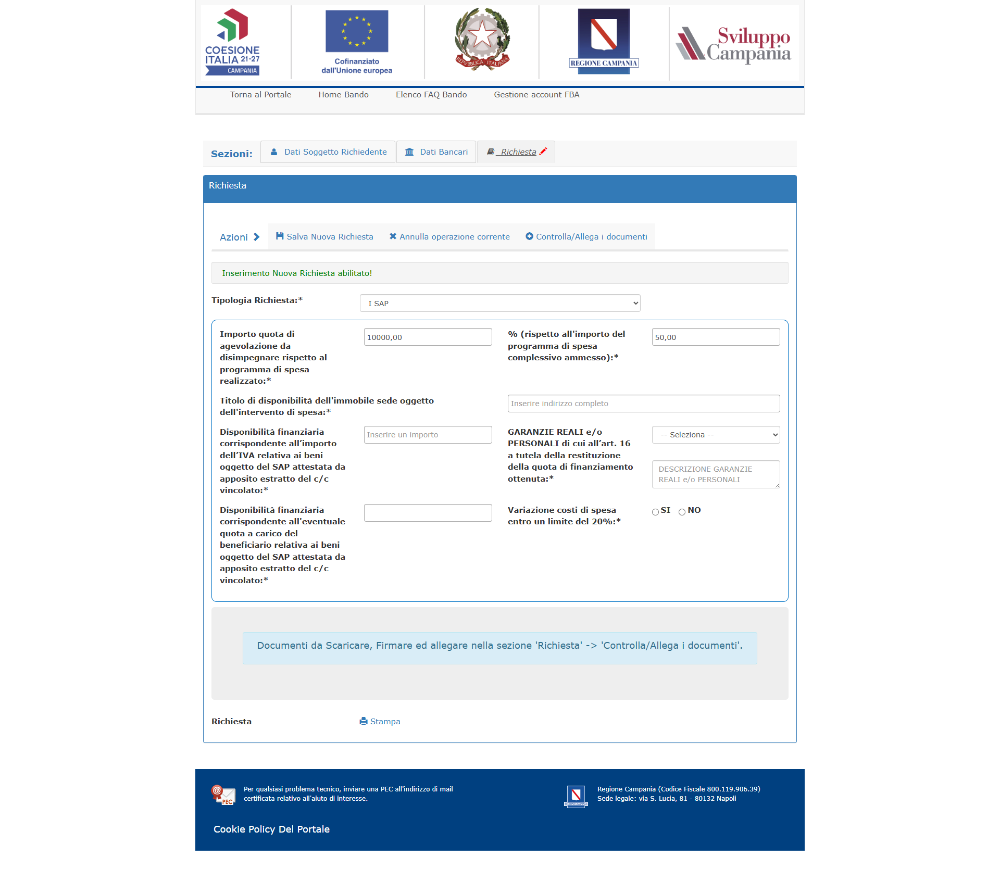 COESIONE
ITALIA 21-27
CAMPANIA
Cofinanziato
dall'Unione europea
REPVBBLICA ITALIANA
REGIONE CAMPANIA
Sviluppo
Campania
Torna al Portale Home Bando Elenco FAQ Bando Gestione account FBA
Sezioni: Dati Soggetto Richiedente Dati Bancari Richiesta
Richiesta
Azioni Salva Nuova Richiesta Annulla operazione corrente Controlla/Allega i documenti
Inserimento Nuova Richiesta abilitato!
Tipologia Richiesta:* I SAP
Importo quota di
agevolazione da
disimpegnare rispetto al
programma di spesa
realizzato:*
10000,00
% (rispetto all'importo del
programma di spesa
complessivo ammesso):*
50,00
Titolo di disponibilità dell'immobile sede oggetto
dell'intervento di spesa:*
Inserire indirizzo completo
Disponibilità finanziaria
corrispondente all’importo
dell’IVA relativa ai beni
oggetto del SAP attestata da
apposito estratto del c/c
vincolato:*
Inserire un importo
GARANZIE REALI e/o
PERSONALI di cui all’art. 16
a tutela della restituzione
della quota di finanziamento
ottenuta:*
-- Seleziona --
DESCRIZIONE GARANZIE
REALI e/o PERSONALI
Disponibilità finanziaria
corrispondente all'eventuale
quota a carico del
beneficiario relativa ai beni
oggetto del SAP attestata da
apposito estratto del c/c
vincolato:*
Variazione costi di spesa
entro un limite del 20%:*
SI NO
Documenti da Scaricare, Firmare ed allegare nella sezione 'Richiesta' -> 'Controlla/Allega i documenti'.
Richiesta Stampa
PEC
Per qualsiasi problema tecnico, inviare una PEC all'indirizzo di mail
certificata relativo all'aiuto di interesse.
REGIONE CAMPANIA
Regione Campania (Codice Fiscale 800.119.906.39)
Sede legale: via S. Lucia, 81 - 80132 Napoli
Cookie Policy Del Portale